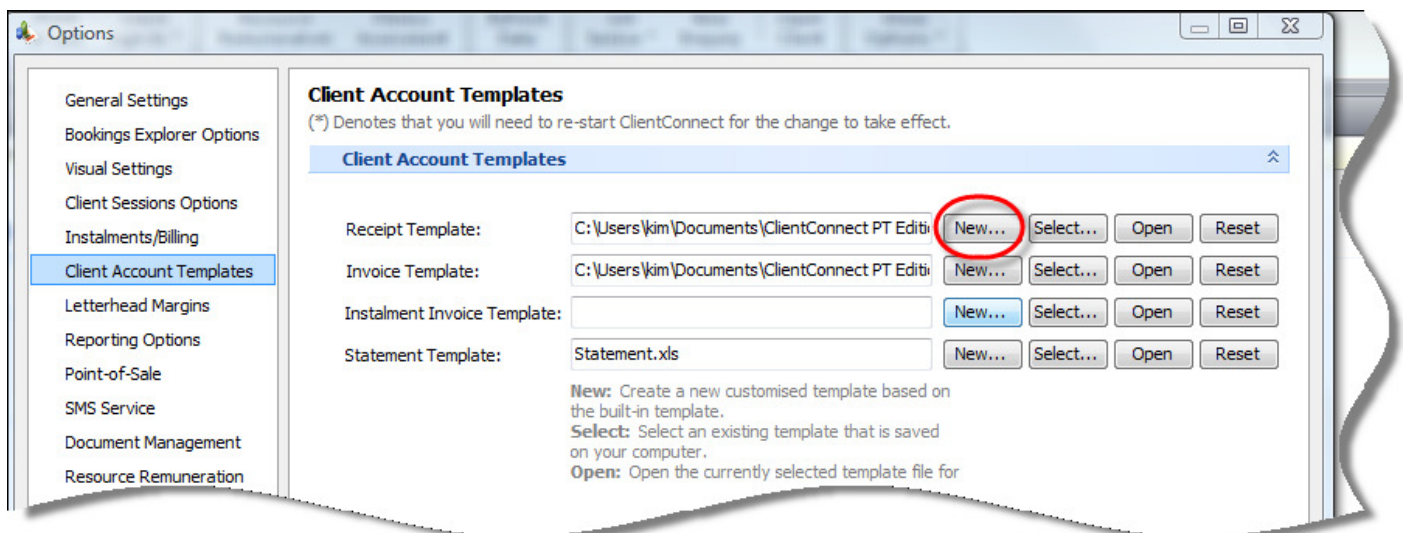 Options
General Settings
Bookings Explorer Options
Visual Settings
Client Sessions Options
Instalments/Billing
Client Account Templates
Letterhead Margins
Reporting Options
Point-of-Sale
SMS Service
Document Management
Resource Remuneration
Client Account Templates
(*) Denotes that you will need to re-start ClientConnect for the change to take effect.
Client Account Templates
Receipt Template: C:\Users\kim\Documents\ClientConnect PT Editi New... Select... Open Reset
Invoice Template: C:\Users\kim\Documents\ClientConnect PT Editi New... Select... Open Reset
Instalment Invoice Template: New... Select... Open Reset
Statement Template: Statement.xls New... Select... Open Reset
New: Create a new customised template based on
the built-in template.
Select: Select an existing template that is saved
on your computer.
Open: Open the currently selected template file for